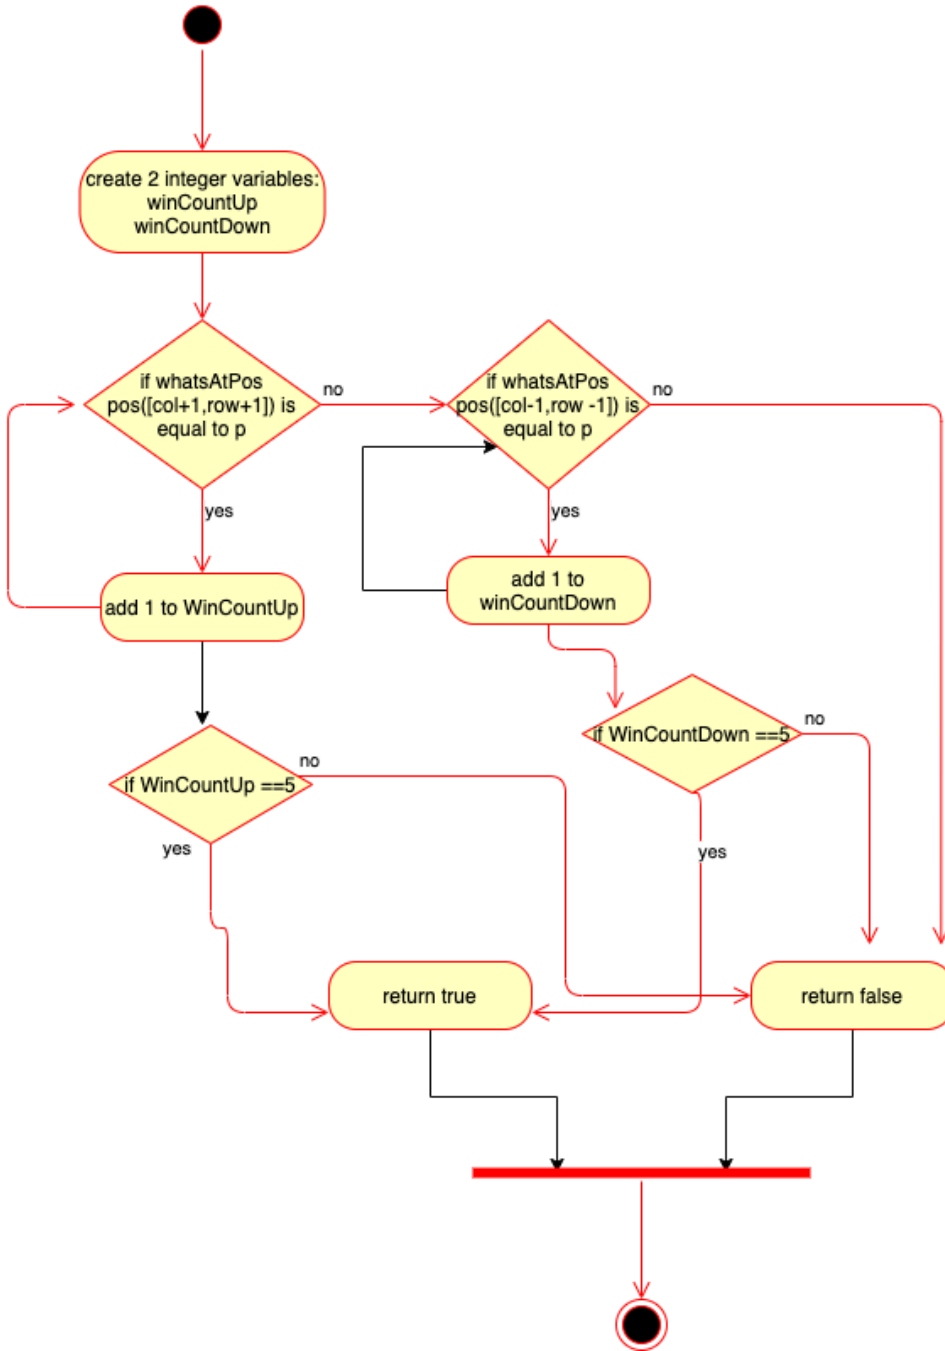 create 2 integer variables:
winCountUp
winCountDown
if whatsAtPos
pos([col+1,row+1]) is
equal to p
no
if whatsAtPos
pos([col-1,row -1]) is
equal to p
no
yes
yes
add 1 to WinCountUp
add 1 to
winCountDown
if WinCountUp ==5
no
yes
if WinCountDown ==5
no
yes
return true
return false